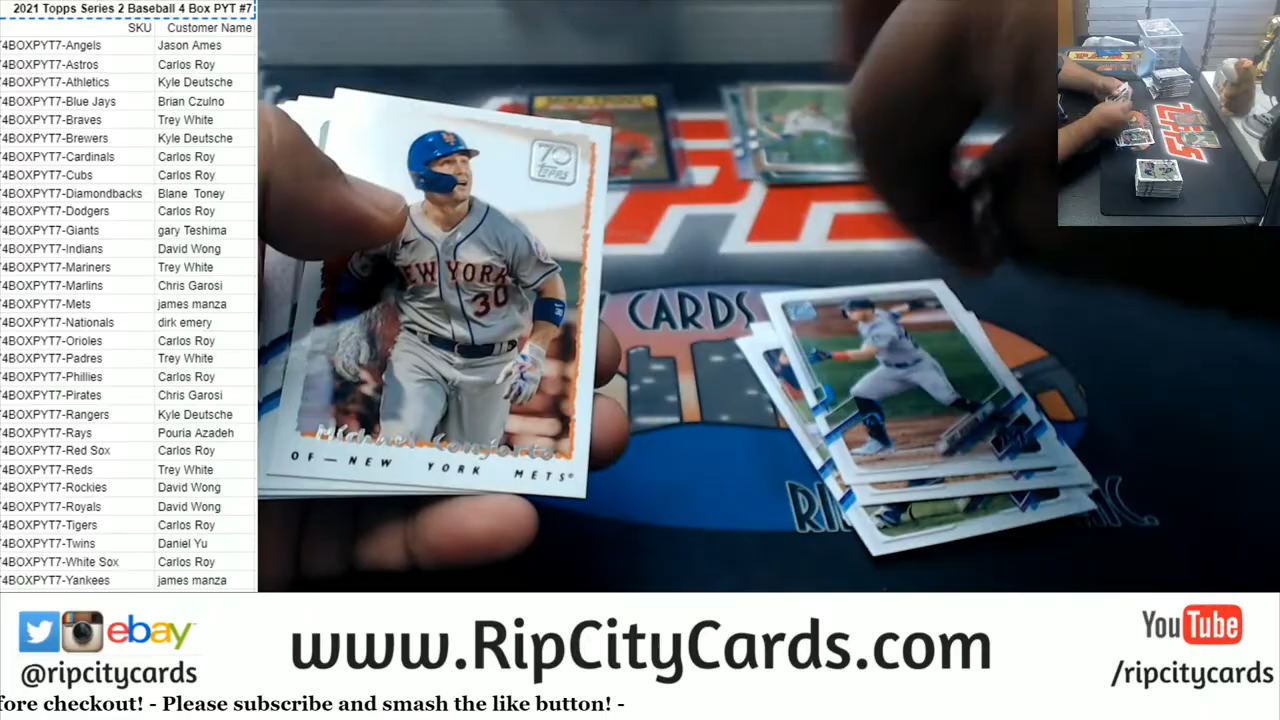 2021 Topps Series 2 Baseball 4 Box PYT #7
SKU Customer Name
4BOXPYT7-Angels Jason Ames
4BOXPYT7-Astros Carlos Roy
4BOXPYT7-Athletics Kyle Deutsche
4BOXPYT7-Blue Jays Brian Czulno
4BOXPYT7-Braves Trey White
4BOXPYT7-Brewers Kyle Deutsche
4BOXPYT7-Cardinals Carlos Roy
4BOXPYT7-Cubs Carlos Roy
4BOXPYT7-Diamondbacks Blane Toney
4BOXPYT7-Dodgers Carlos Roy
4BOXPYT7-Giants gary Teshima
4BOXPYT7-Indians David Wong
4BOXPYT7-Mariners Trey White
4BOXPYT7-Marlins Chris Garosi
4BOXPYT7-Mets james manza
4BOXPYT7-Nationals dirk emery
4BOXPYT7-Orioles Carlos Roy
4BOXPYT7-Padres Trey White
4BOXPYT7-Phillies Carlos Roy
4BOXPYT7-Pirates Chris Garosi
4BOXPYT7-Rangers Kyle Deutsche
4BOXPYT7-Rays Pouria Azadeh
4BOXPYT7-Red Sox Carlos Roy
4BOXPYT7-Reds Trey White
4BOXPYT7-Rockies David Wong
4BOXPYT7-Royals David Wong
4BOXPYT7-Tigers Carlos Roy
4BOXPYT7-Twins Daniel Yu
4BOXPYT7-White Sox Carlos Roy
4BOXPYT7-Yankees james manza
70
TOPPS
NEW YORK
30
Michael Conforto
OF — NEW YORK METS
CARDS
ebay
@ripcitycards
www.RipCityCards.com
YouTube
/ripcitycards
fore checkout! - Please subscribe and smash the like button! -